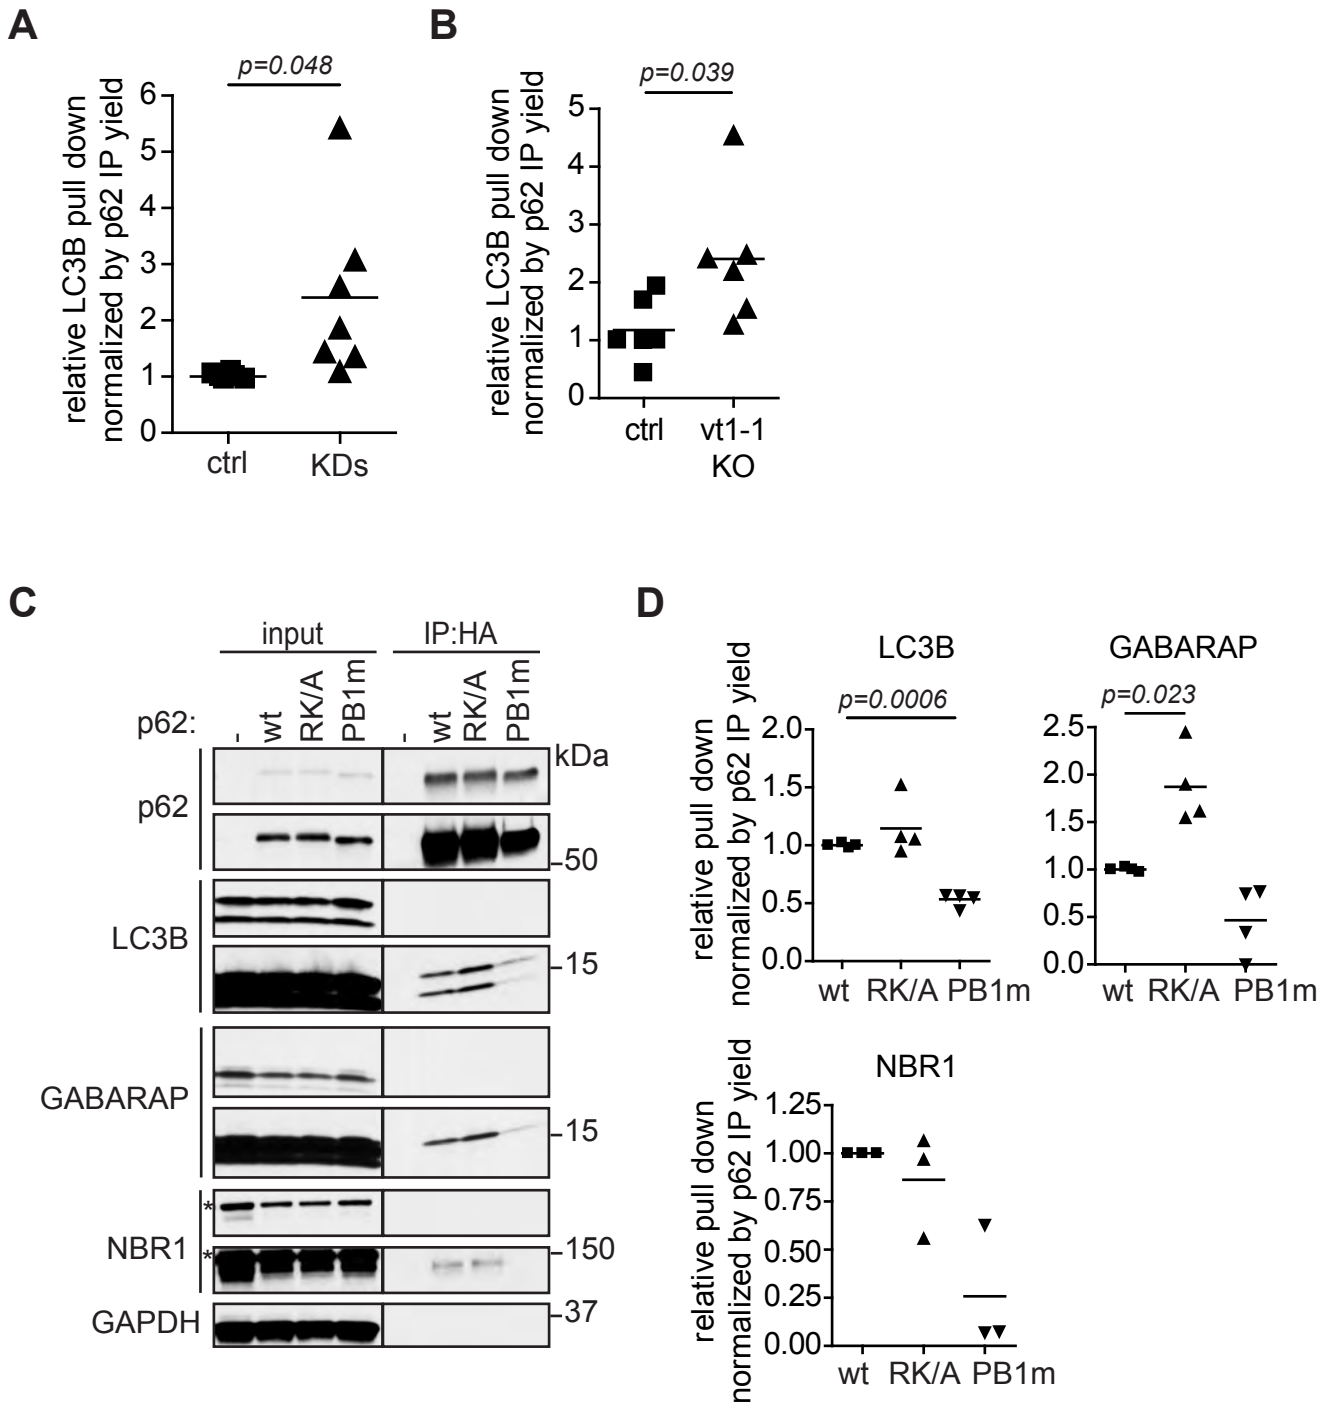 A
p=0.048
relative LC3B pull down
normalized by p62 IP yield
6
5
4
3
2
1
0
ctrl
KDs
B
p=0.039
relative LC3B pull down
normalized by p62 IP yield
5
4
3
2
1
0
ctrl
vt1-1
KO
C
input
IP:HA
p62:
-
wt
RK/A
PB1m
-
wt
RK/A
PB1m
kDa
p62
50
LC3B
15
GABARAP
15
*
NBR1
*
150
GAPDH
37
D
relative pull down
normalized by p62 IP yield
LC3B
p=0.0006
2.0
1.5
1.0
0.5
0.0
wt
RK/A
PB1m
GABARAP
p=0.023
2.5
2.0
1.5
1.0
0.5
0.0
wt
RK/A
PB1m
relative pull down
normalized by p62 IP yield
NBR1
1.25
1.00
0.75
0.50
0.25
0.00
wt
RK/A
PB1m